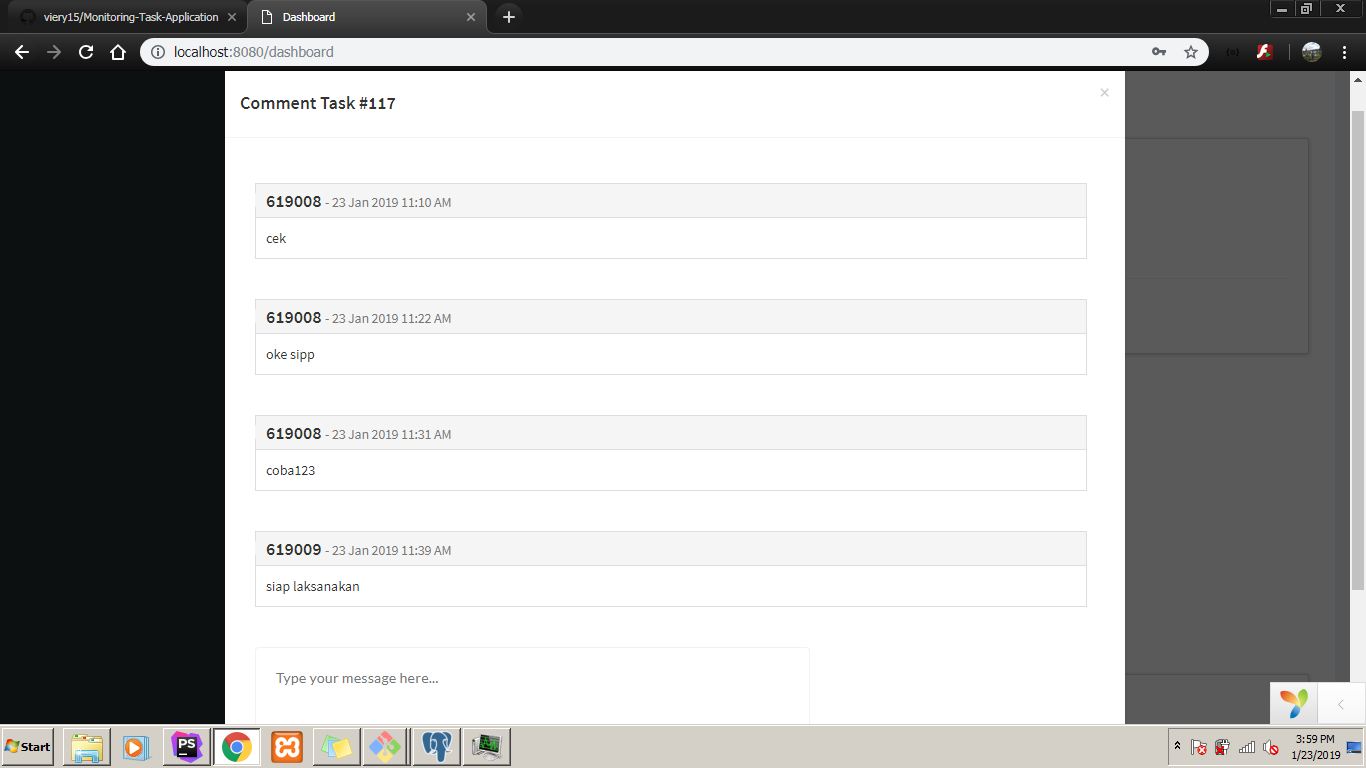 viery15/Monitoring-Task-Application
Dashboard
localhost:8080/dashboard
Comment Task #117
619008 - 23 Jan 2019 11:10 AM
cek
619008 - 23 Jan 2019 11:22 AM
oke sipp
619008 - 23 Jan 2019 11:31 AM
coba123
619009 - 23 Jan 2019 11:39 AM
siap laksanakan
Type your message here...
Start
PS
3:59 PM
1/23/2019